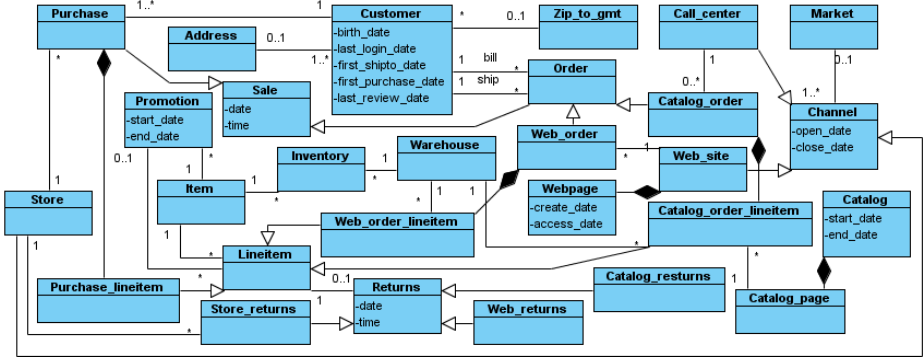 Purchase
1..*
1
Customer
-birth_date
-last_login_date
-first_shipto_date
-first_purchase_date
-last_review_date
*
0..1
Zip_to_gmt
Call_center
Market
Address
0..1
1..*
1
bill
*
1
ship
*
Order
1
0..*
0..1
1..*
*
Sale
-date
-time
Promotion
-start_date
-end_date
0..1
*
Catalog_order
Channel
-open_date
-close_date
Web_order
*
1
Web_site
Inventory
*
1
Warehouse
1
1
*
1
Item
1
*
1
Webpage
-create_date
-access_date
Catalog_order_lineitem
*
*
Catalog
-start_date
-end_date
1
Store
1
1
Web_order_lineitem
*
Lineitem
*
0..1
1
Purchase_lineitem
Returns
-date
-time
Catalog_resturns
1
Catalog_page
Store_returns
*
Web_returns